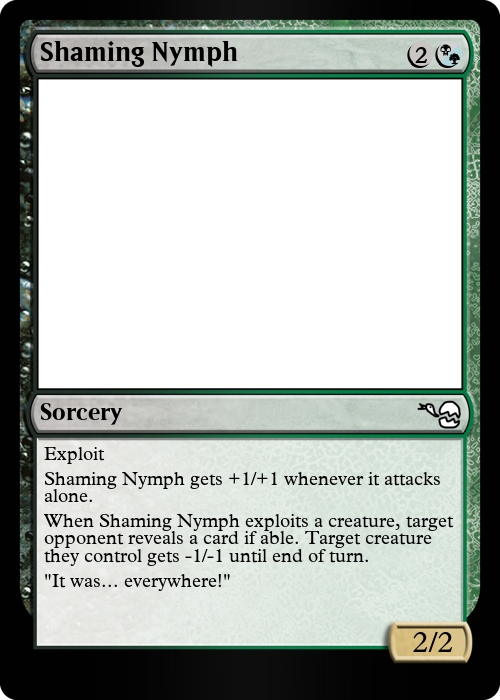 Shaming Nymph
2
Sorcery
Exploit
Shaming Nymph gets +1/+1 whenever it attacks
alone.
When Shaming Nymph exploits a creature, target
opponent reveals a card if able. Target creature
they control gets -1/-1 until end of turn.
"It was… everywhere!"
2/2